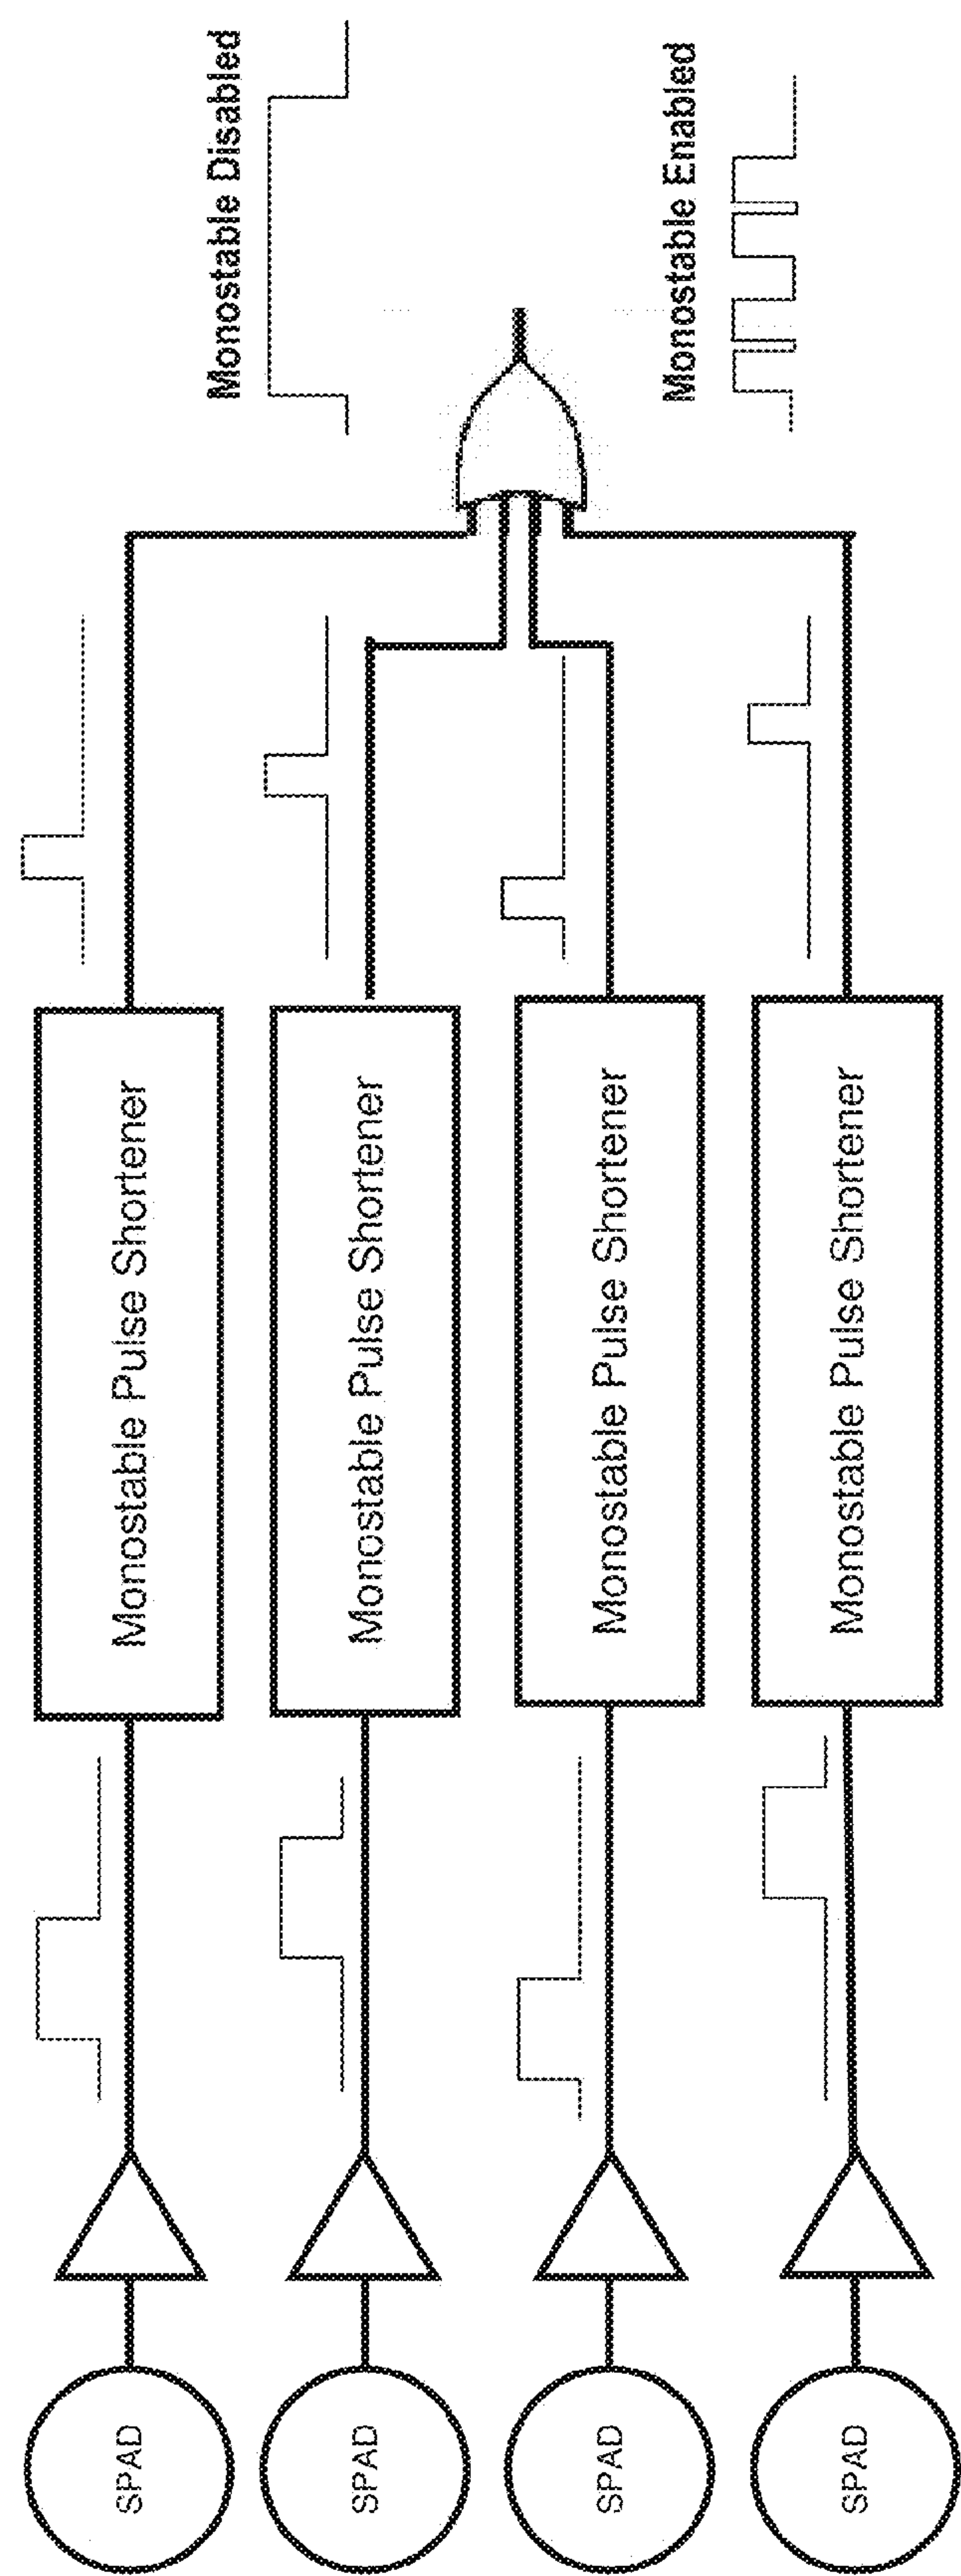 SPAD
Monostable Pulse Shortener
SPAD
Monostable Pulse Shortener
SPAD
Monostable Pulse Shortener
SPAD
Monostable Pulse Shortener
Monostable Disabled
Monostable Enabled